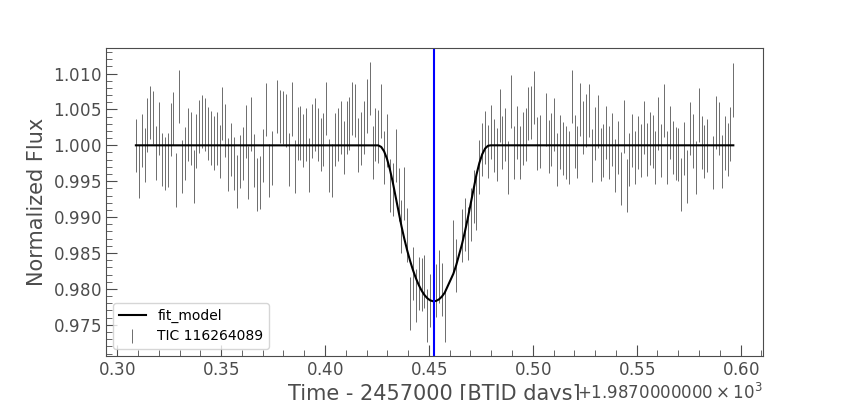 1.010
1.005
1.000
0.995
0.990
0.985
0.980
0.975
Normalized Flux
fit_model
TIC 116264089
0.30 0.35 0.40 0.45 0.50 0.55 0.60
Time - 2457000 [BTJD days]
+1.9870000000 × 10³